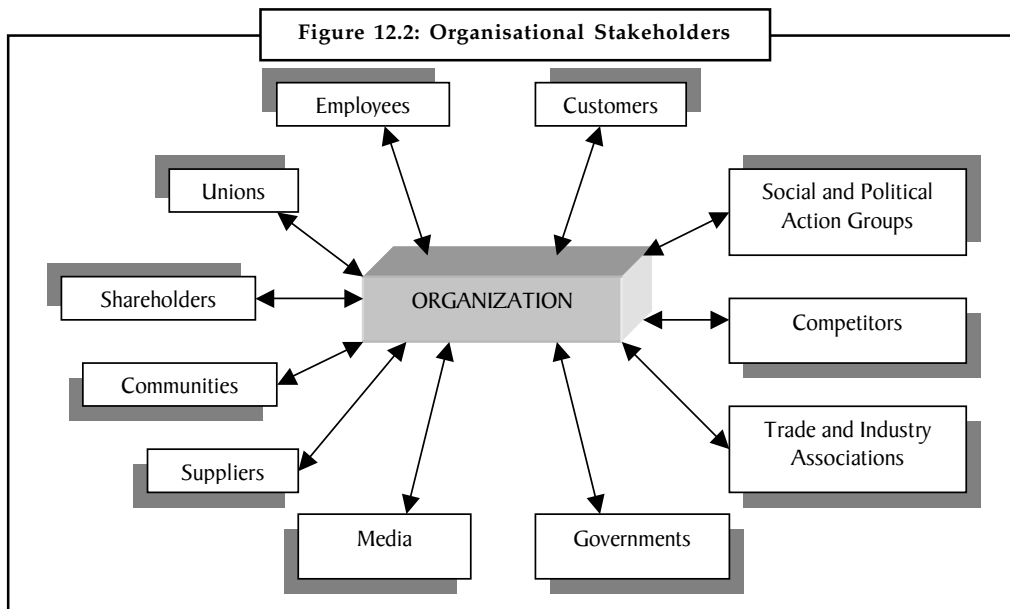 Figure 12.2: Organisational Stakeholders
Employees
Customers
Unions
Social and Political
Action Groups
Shareholders
ORGANIZATION
Competitors
Communities
Trade and Industry
Associations
Suppliers
Media
Governments